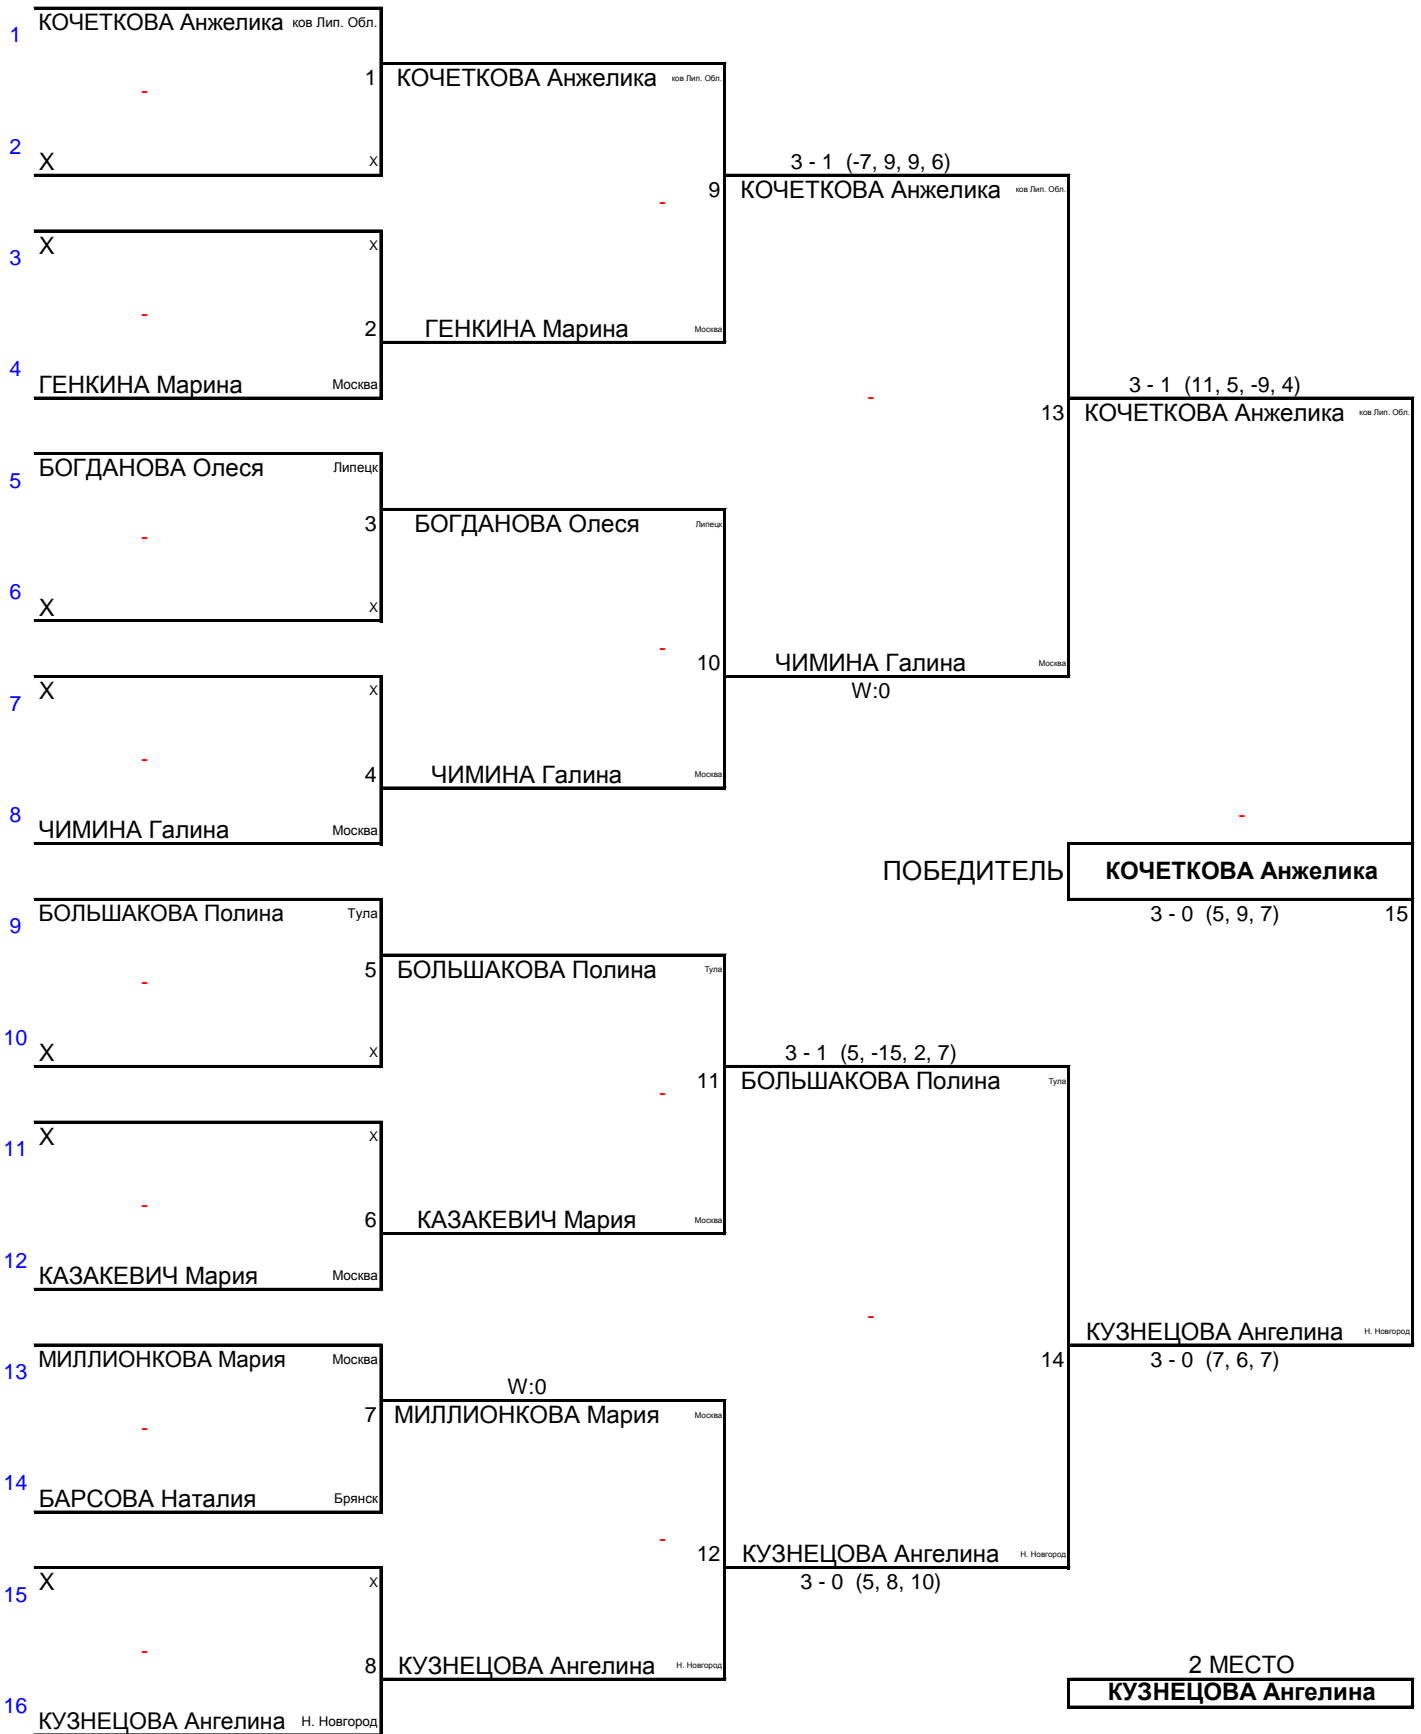 1 КОЧЕТКОВА Анжелика ков Лип. Обл.
1 КОЧЕТКОВА Анжелика ков Лип. Обл.
-
2 X X
3 - 1 (-7, 9, 9, 6)
9 КОЧЕТКОВА Анжелика ков Лип. Обл.
-
3 X X
-
2 ГЕНКИНА Марина Москва
4 ГЕНКИНА Марина Москва
3 - 1 (11, 5, -9, 4)
-
13 КОЧЕТКОВА Анжелика ков Лип. Обл.
5 БОГДАНОВА Олеся Липецк
3 БОГДАНОВА Олеся Липецк
-
6 X X
-
10 ЧИМИНА Галина Москва
W:0
7 X X
-
4 ЧИМИНА Галина Москва
8 ЧИМИНА Галина Москва
-
ПОБЕДИТЕЛЬ КОЧЕТКОВА Анжелика
3 - 0 (5, 9, 7) 15
9 БОЛЬШАКОВА Полина Тула
5 БОЛЬШАКОВА Полина Тула
-
10 X X
3 - 1 (5, -15, 2, 7)
11 БОЛЬШАКОВА Полина Тула
-
11 X X
-
6 КАЗАКЕВИЧ Мария Москва
12 КАЗАКЕВИЧ Мария Москва
-
КУЗНЕЦОВА Ангелина Н. Новгород
14 3 - 0 (7, 6, 7)
13 МИЛЛИОНКОВА Мария Москва
W:0
7 МИЛЛИОНКОВА Мария Москва
-
14 БАРСОВА Наталия Брянск
-
12 КУЗНЕЦОВА Ангелина Н. Новгород
3 - 0 (5, 8, 10)
15 X X
-
8 КУЗНЕЦОВА Ангелина Н. Новгород
2 МЕСТО
КУЗНЕЦОВА Ангелина
16 КУЗНЕЦОВА Ангелина Н. Новгород